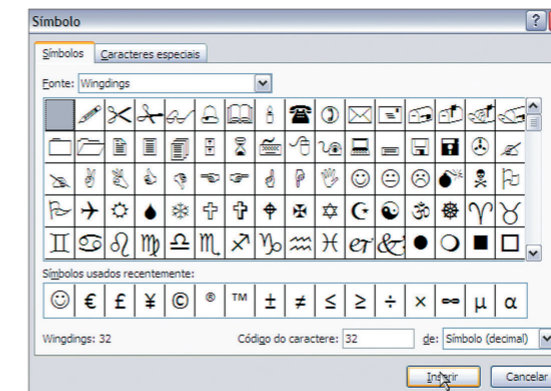 Símbolo
Símbolos Caracteres especiais
Fonte: Wingdings
Símbolos usados recentemente:
☺ € £ ¥ © ® ™ ± ≠ ≤ ≥ ÷ × ∞ µ α
Wingdings: 32 Código do caractere: 32 de: Símbolo (decimal)
Inserir Cancelar